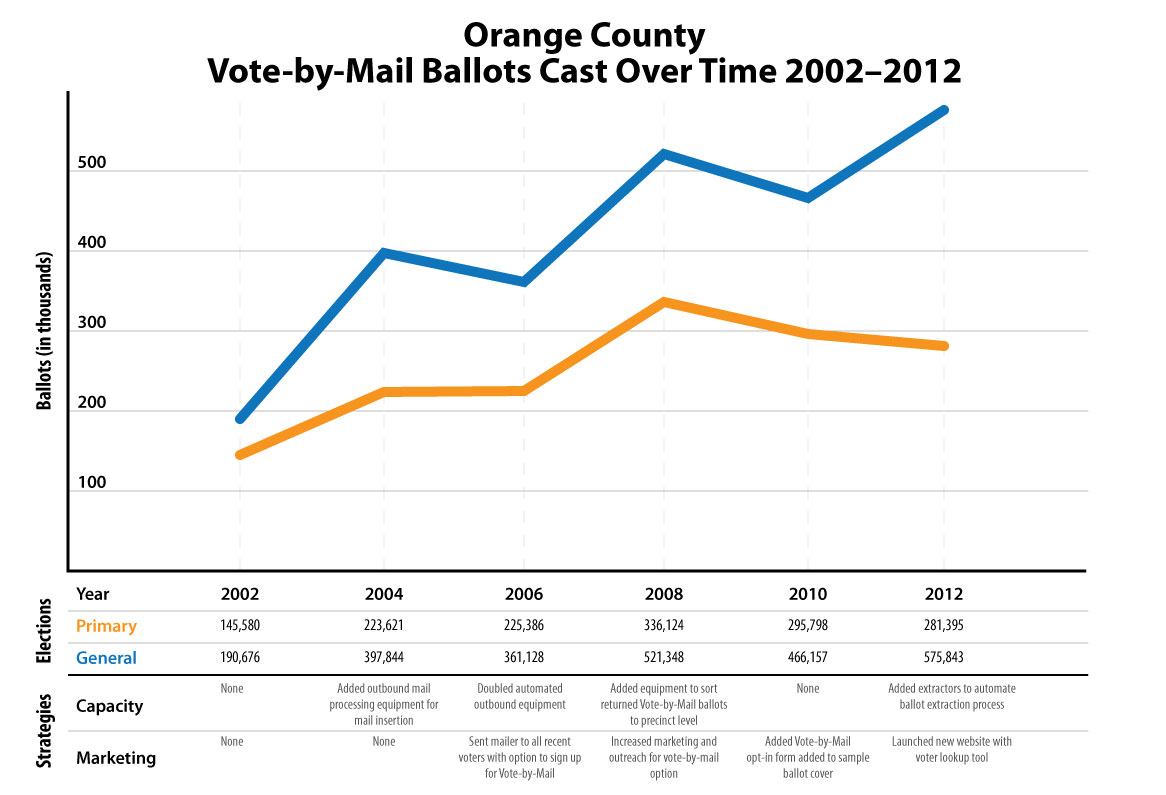 Orange County
Vote-by-Mail Ballots Cast Over Time 2002–2012
Ballots (in thousands)
500
400
300
200
100
Elections
Year 2002 2004 2006 2008 2010 2012
Primary 145,580 223,621 225,386 336,124 295,798 281,395
General 190,676 397,844 361,128 521,348 466,157 575,843
Strategies
Capacity
None
Added outbound mail
processing equipment for
mail insertion
Doubled automated
outbound equipment
Added equipment to sort
returned Vote-by-Mail ballots
to precinct level
None
Added extractors to automate
ballot extraction process
Marketing
None
None
Sent mailer to all recent
voters with option to sign up
for Vote-by-Mail
Increased marketing and
outreach for vote-by-mail
option
Added Vote-by-Mail
opt-in form added to sample
ballot cover
Launched new website with
voter lookup tool